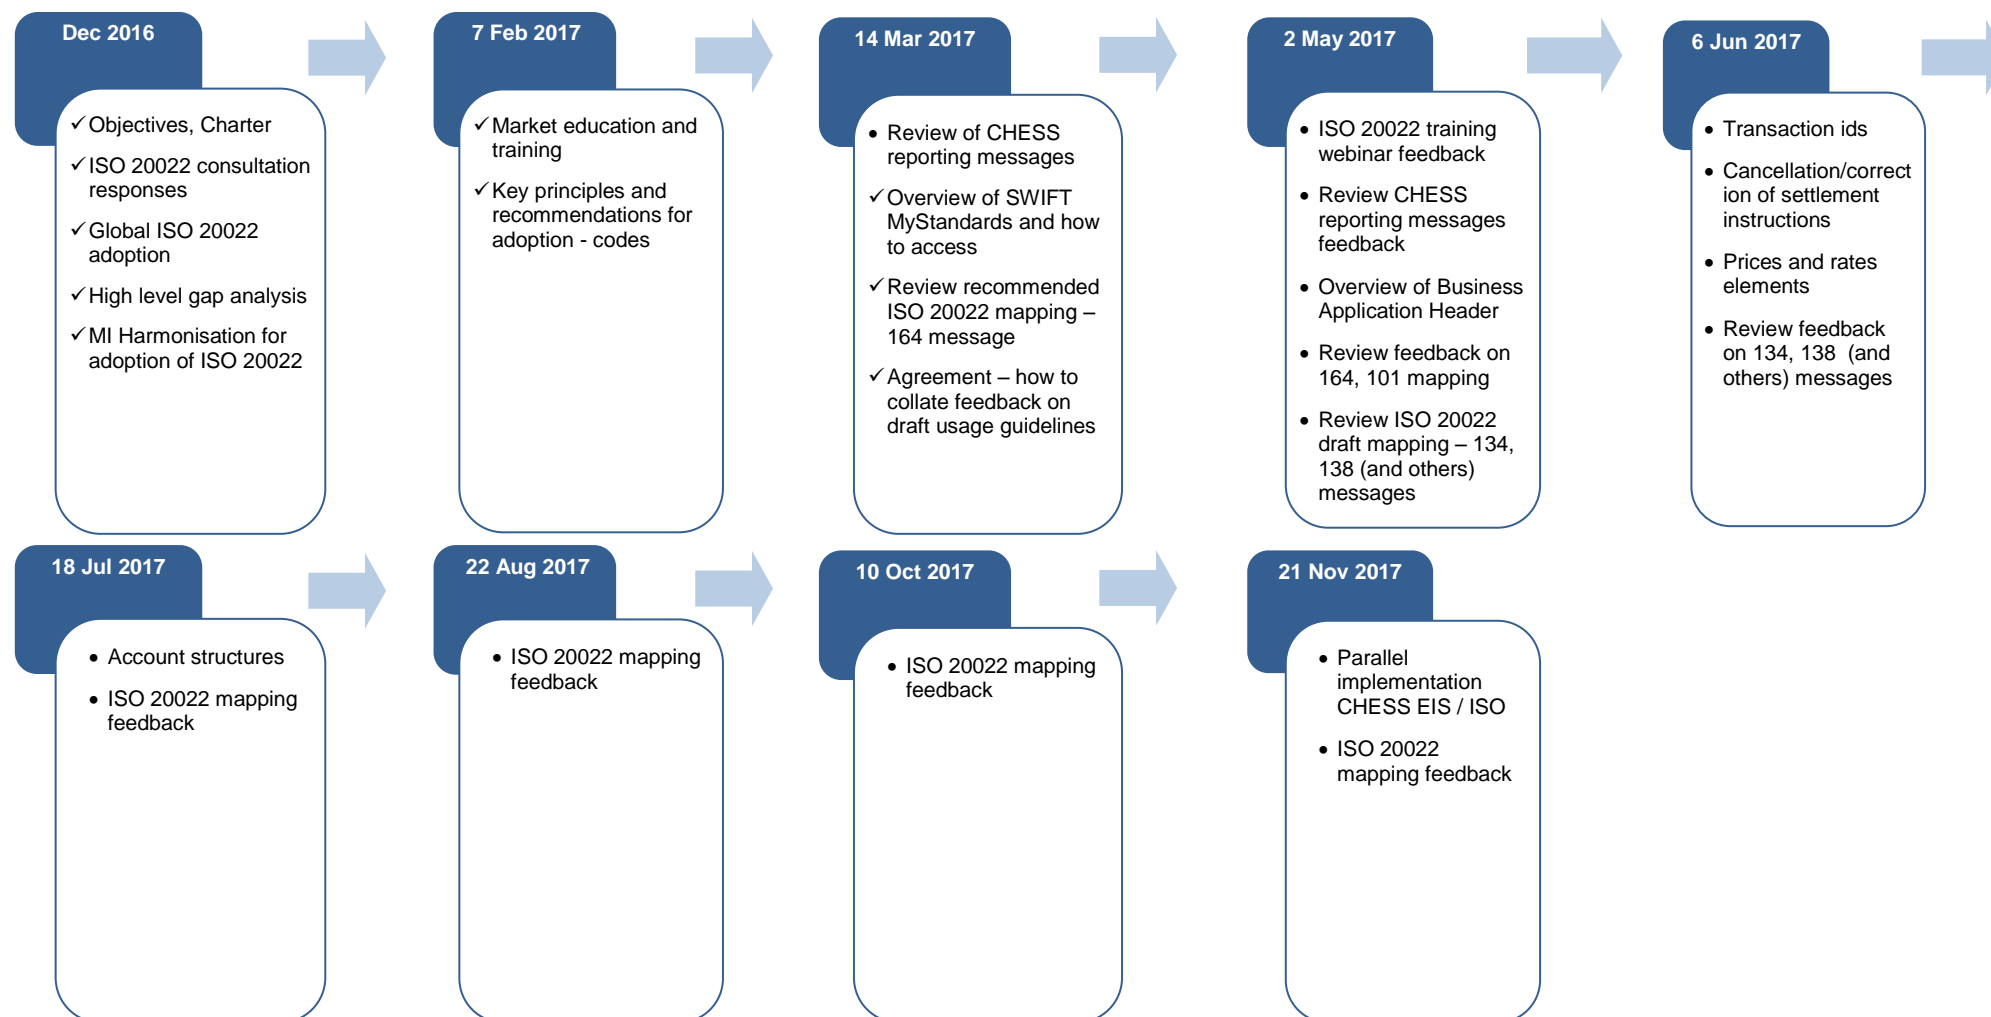 Dec 2016
✓Objectives, Charter
✓ISO 20022 consultation
responses
✓Global ISO 20022
adoption
✓High level gap analysis
✓MI Harmonisation for
adoption of ISO 20022
7 Feb 2017
✓Market education and
training
✓Key principles and
recommendations for
adoption - codes
14 Mar 2017
• Review of CHESS
reporting messages
✓Overview of SWIFT
MyStandards and how
to access
✓Review recommended
ISO 20022 mapping –
164 message
✓Agreement – how to
collate feedback on
draft usage guidelines
2 May 2017
• ISO 20022 training
webinar feedback
• Review CHESS
reporting messages
feedback
• Overview of Business
Application Header
• Review feedback on
164, 101 mapping
• Review ISO 20022
draft mapping – 134,
138 (and others)
messages
6 Jun 2017
• Transaction ids
• Cancellation/correct
ion of settlement
instructions
• Prices and rates
elements
• Review feedback
on 134, 138 (and
others) messages
18 Jul 2017
• Account structures
• ISO 20022 mapping
feedback
22 Aug 2017
• ISO 20022 mapping
feedback
10 Oct 2017
• ISO 20022 mapping
feedback
21 Nov 2017
• Parallel
implementation
CHESS EIS / ISO
• ISO 20022
mapping feedback